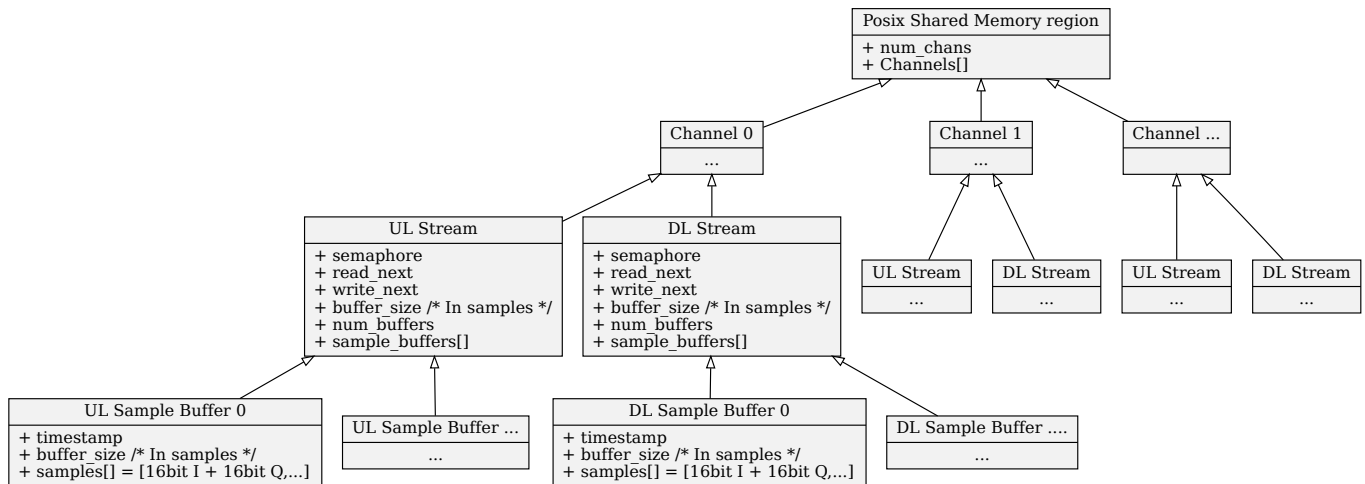 Posix Shared Memory region
+ num_chans
+ Channels[]
Channel 0
...
Channel 1
...
Channel ...
UL Stream
+ semaphore
+ read_next
+ write_next
+ buffer_size /* In samples */
+ num_buffers
+ sample_buffers[]
DL Stream
+ semaphore
+ read_next
+ write_next
+ buffer_size /* In samples */
+ num_buffers
+ sample_buffers[]
UL Stream
...
DL Stream
...
UL Stream
...
DL Stream
...
UL Sample Buffer 0
+ timestamp
+ buffer_size /* In samples */
+ samples[] = [16bit I + 16bit Q,...]
UL Sample Buffer ...
...
DL Sample Buffer 0
+ timestamp
+ buffer_size /* In samples */
+ samples[] = [16bit I + 16bit Q,...]
DL Sample Buffer ....
...